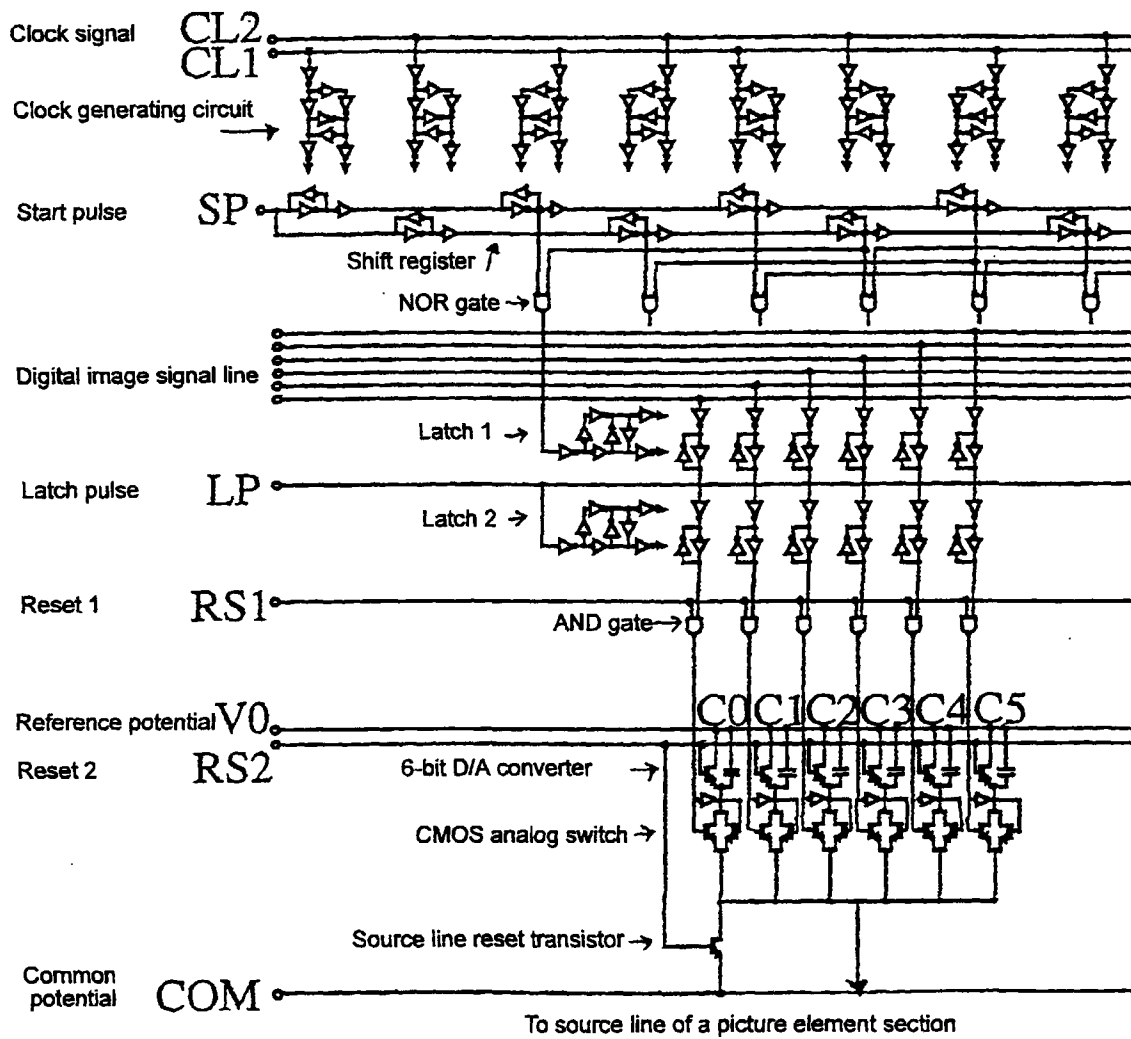 Clock signal CL2
CL1
Clock generating circuit
Start pulse SP
Shift register
NOR gate
Digital image signal line
Latch 1
Latch pulse LP
Latch 2
Reset 1 RS1
AND gate
Reference potential V0 C0 C1 C2 C3 C4 C5
Reset 2 RS2
6-bit D/A converter
CMOS analog switch
Source line reset transistor
Common
potential COM
To source line of a picture element section